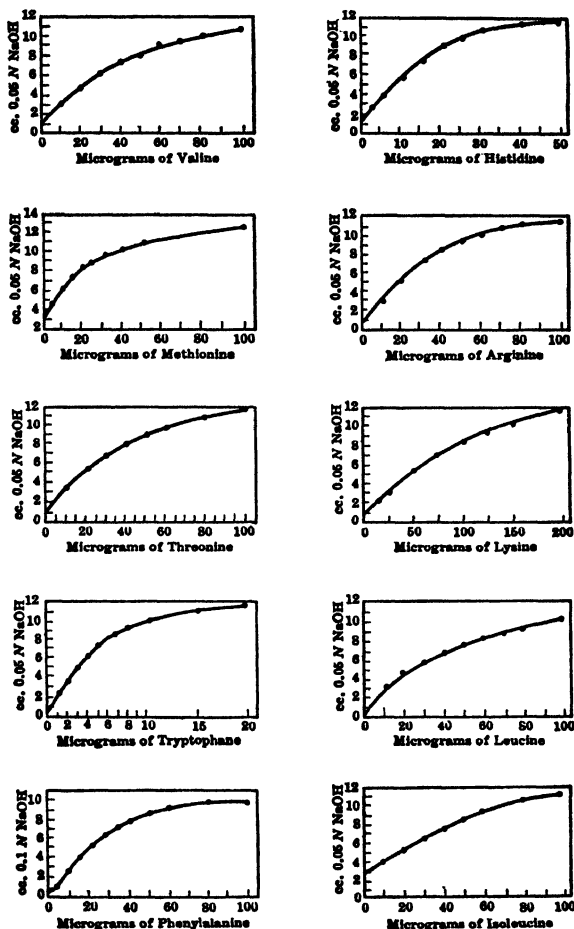 cc. 0.05 N NaOH
12
10
8
6
4
2
0
0 20 40 60 80 100
Micrograms of Valine
cc. 0.05 N NaOH
12
10
8
6
4
2
0
0 10 20 30 40 50
Micrograms of Histidine
cc. 0.05 N NaOH
14
12
10
8
6
4
2
0 20 40 60 80 100
Micrograms of Methionine
cc. 0.05 N NaOH
12
10
8
6
4
2
0
0 20 40 60 80 100
Micrograms of Arginine
cc. 0.05 N NaOH
12
10
8
6
4
2
0
0 20 40 60 80 100
Micrograms of Threonine
cc. 0.05 N NaOH
12
10
8
6
4
2
0
0 50 100 150 200
Micrograms of Lysine
cc. 0.05 N NaOH
12
10
8
6
4
2
0
0 2 4 6 8 10 15 20
Micrograms of Tryptophane
cc. 0.05 N NaOH
12
10
8
6
4
2
0
0 20 40 60 80 100
Micrograms of Leucine
cc. 0.1 N NaOH
10
8
6
4
2
0
0 20 40 60 80 100
Micrograms of Phenylalanine
cc. 0.05 N NaOH
12
10
8
6
4
2
0
0 20 40 60 80 100
Micrograms of Isoleucine